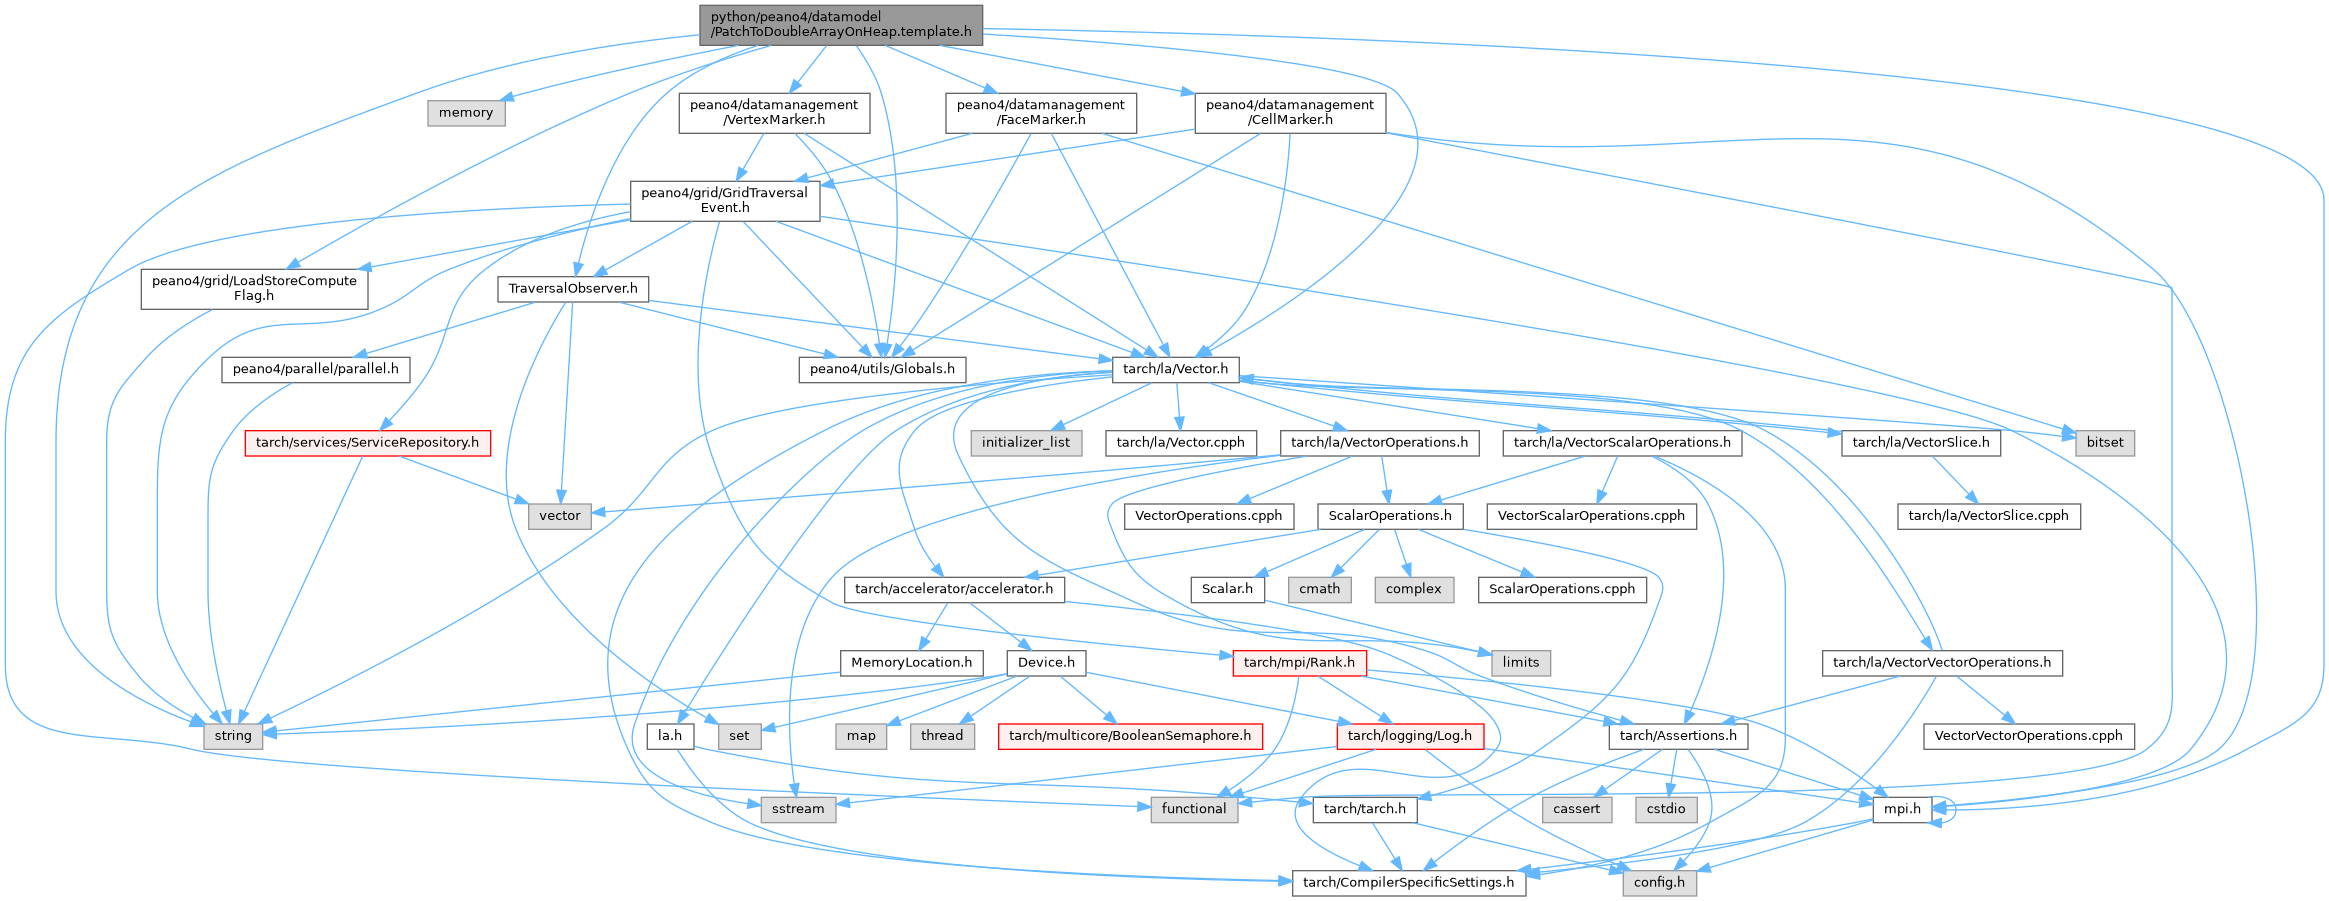 python/peano4/datamodel
/PatchToDoubleArrayOnHeap.template.h
memory
peano4/datamanagement
/VertexMarker.h
peano4/datamanagement
/FaceMarker.h
peano4/datamanagement
/CellMarker.h
peano4/grid/GridTraversal
Event.h
peano4/grid/LoadStoreCompute
Flag.h
TraversalObserver.h
peano4/parallel/parallel.h
peano4/utils/Globals.h
tarch/la/Vector.h
tarch/services/ServiceRepository.h
initializer_list
tarch/la/Vector.cpph
tarch/la/VectorOperations.h
tarch/la/VectorScalarOperations.h
tarch/la/VectorSlice.h
bitset
vector
VectorOperations.cpph
ScalarOperations.h
VectorScalarOperations.cpph
tarch/la/VectorSlice.cpph
tarch/accelerator/accelerator.h
Scalar.h
cmath
complex
ScalarOperations.cpph
MemoryLocation.h
Device.h
tarch/mpi/Rank.h
limits
tarch/la/VectorVectorOperations.h
string
la.h
set
map
thread
tarch/multicore/BooleanSemaphore.h
tarch/logging/Log.h
tarch/Assertions.h
VectorVectorOperations.cpph
sstream
functional
tarch/tarch.h
cassert
cstdio
mpi.h
tarch/CompilerSpecificSettings.h
config.h